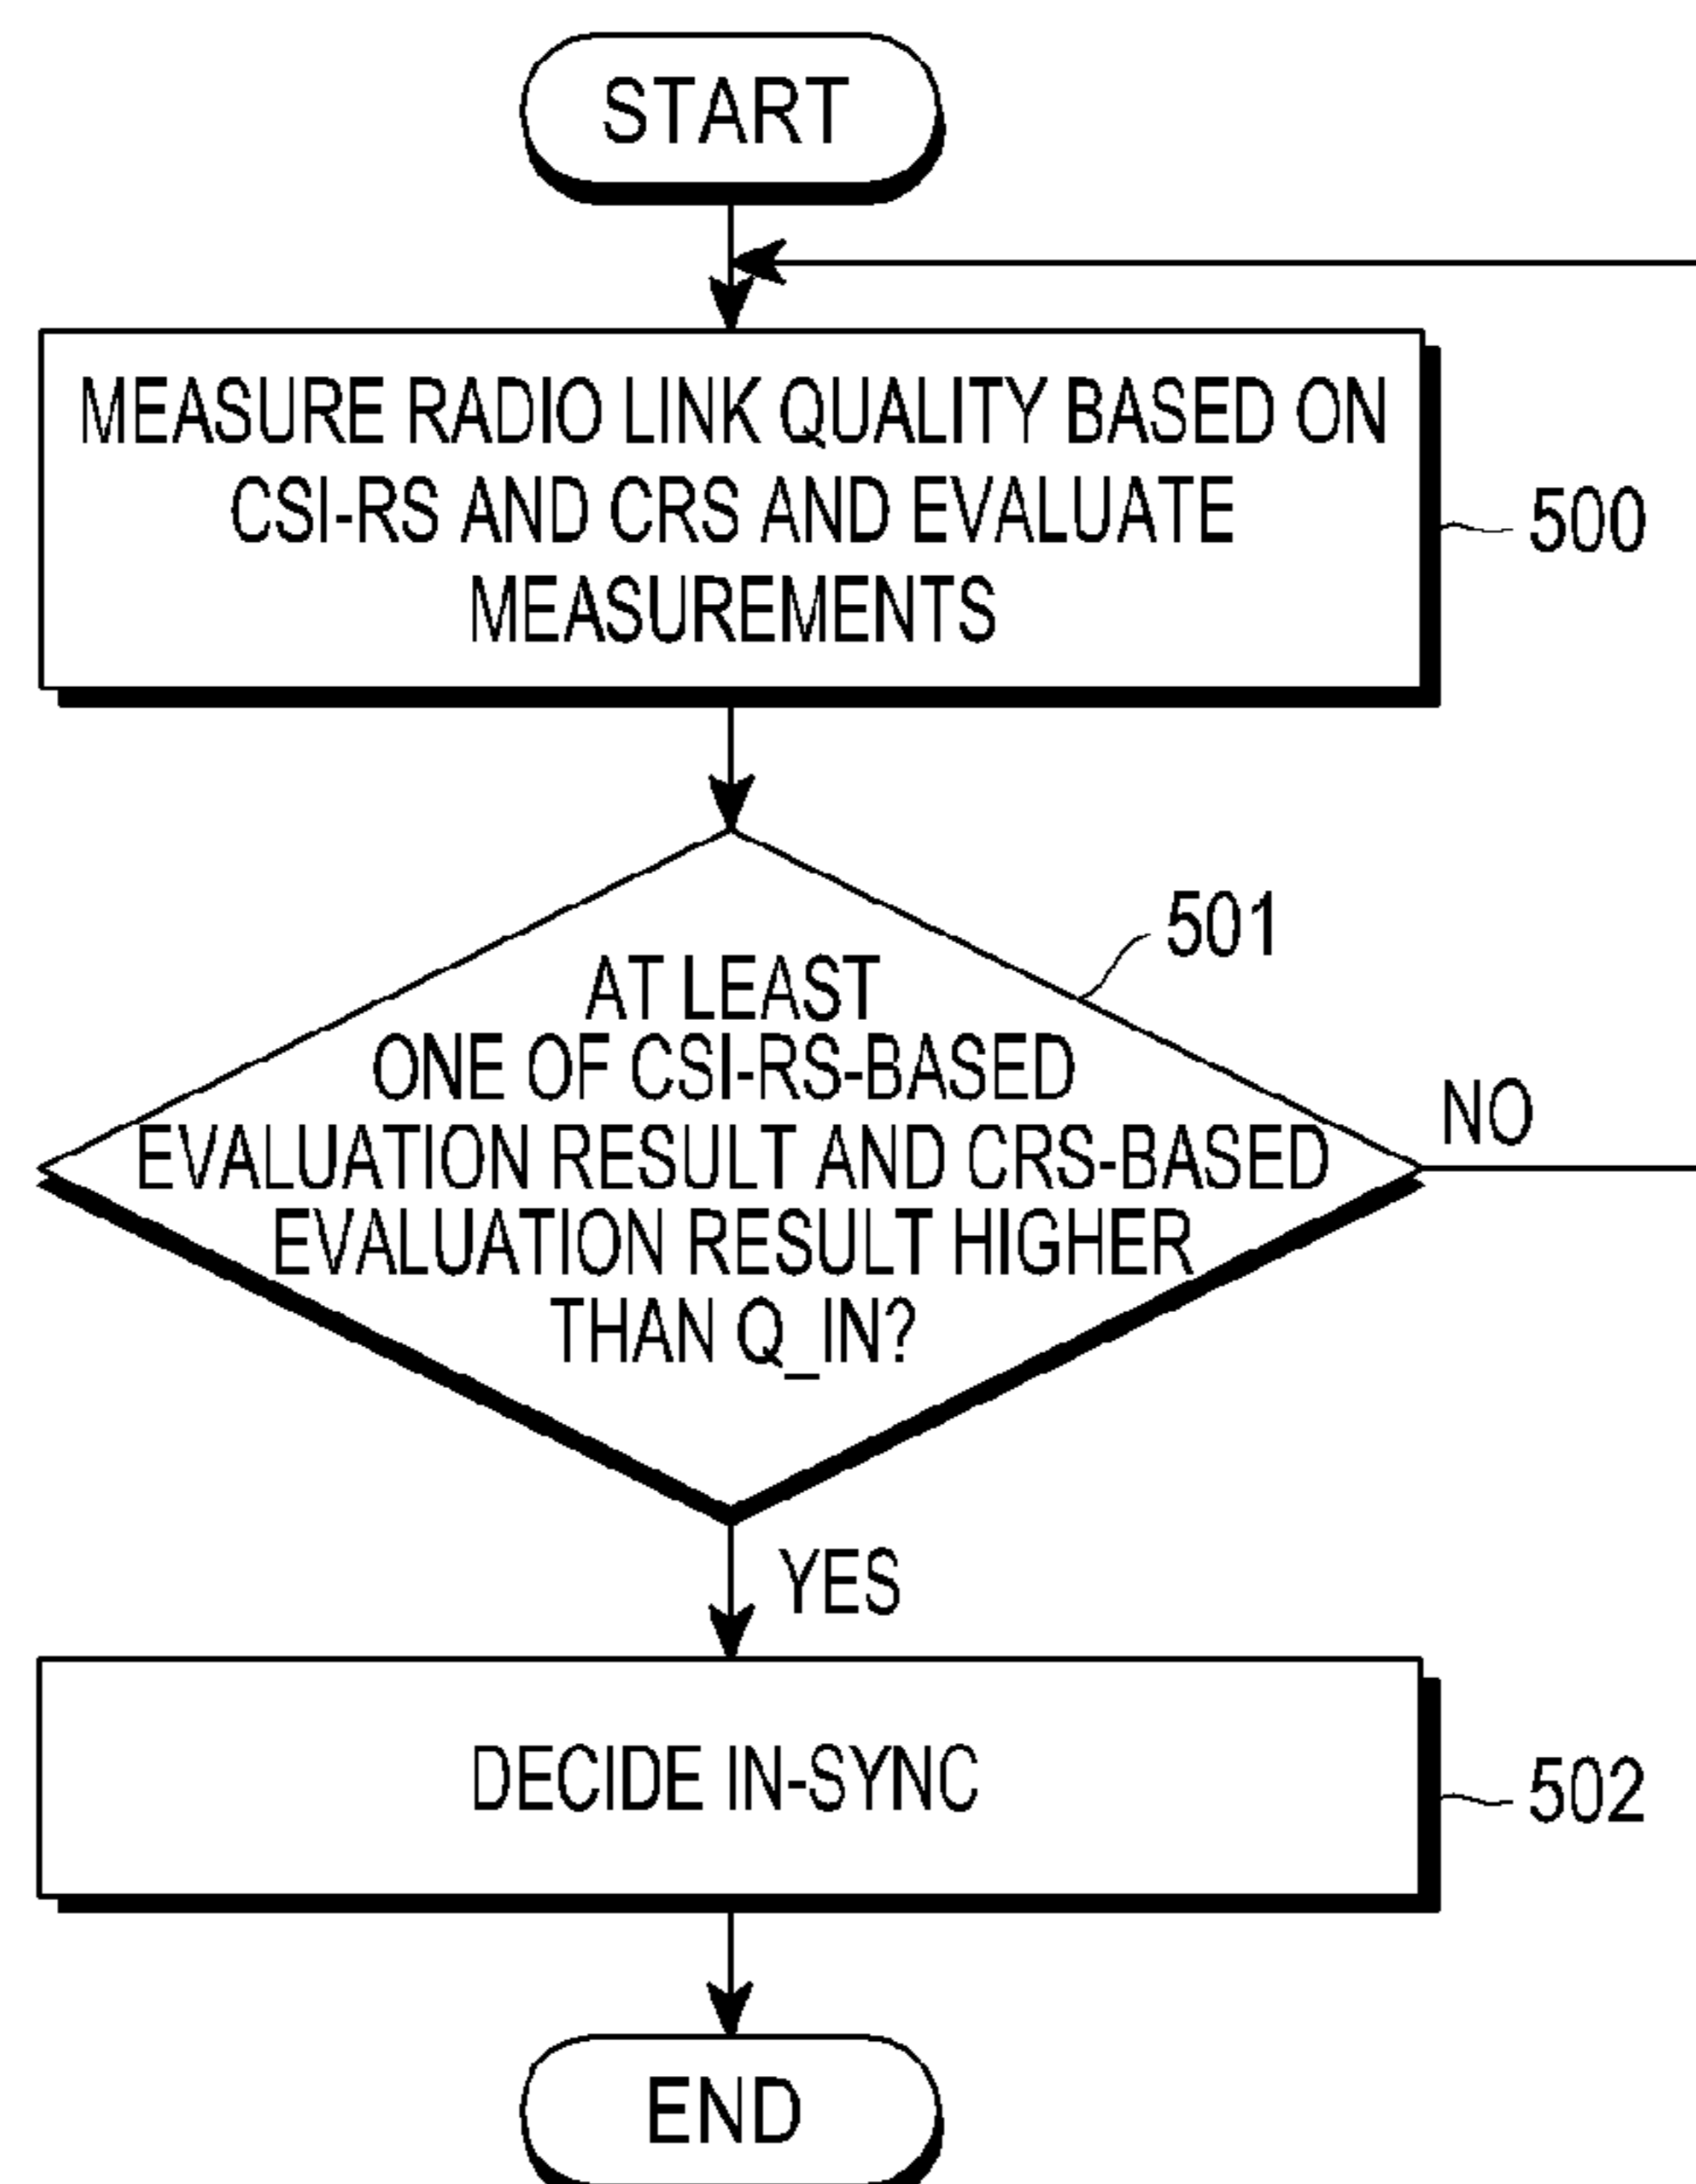 START
MEASURE RADIO LINK QUALITY BASED ON
CSI-RS AND CRS AND EVALUATE
MEASUREMENTS
500
501
AT LEAST
ONE OF CSI-RS-BASED
EVALUATION RESULT AND CRS-BASED
EVALUATION RESULT HIGHER
THAN Q_IN?
NO
YES
DECIDE IN-SYNC
502
END